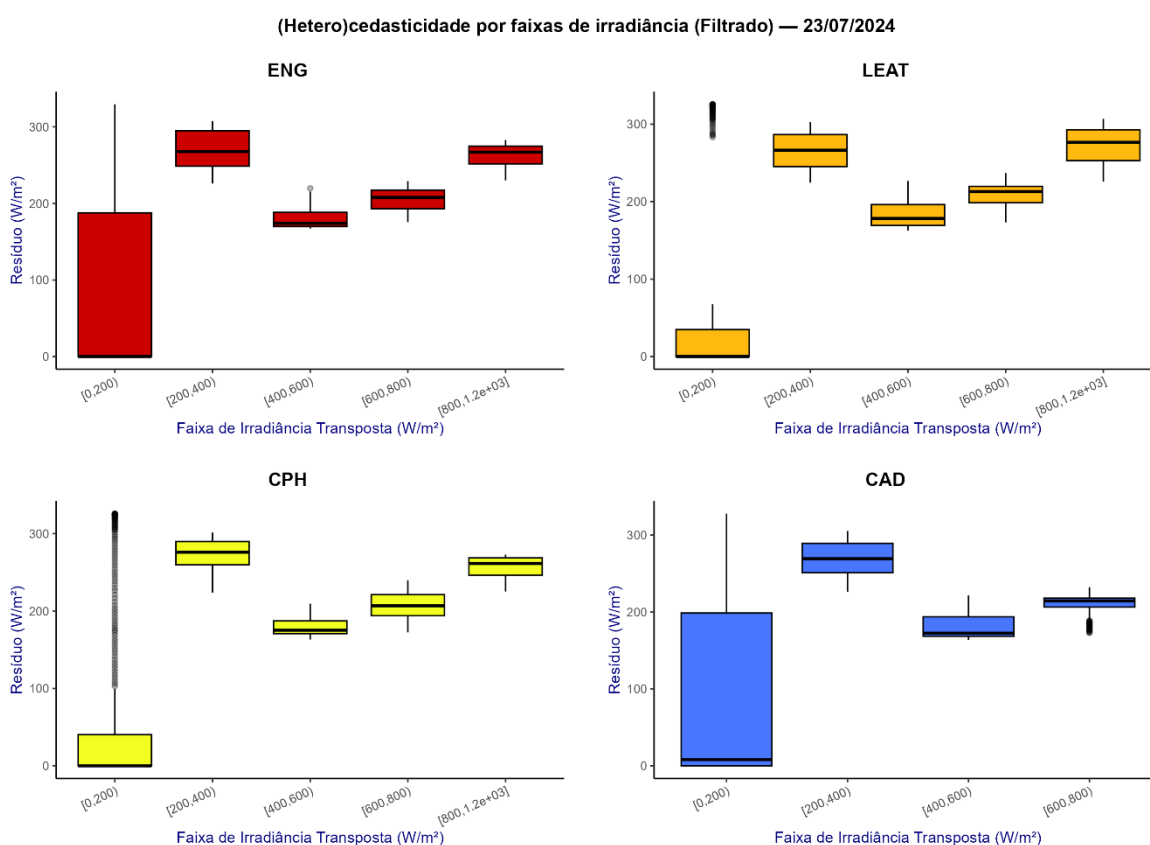 (Hetero)cedasticidade por faixas de irradiância (Filtrado) — 23/07/2024
ENG
Resíduo (W/m²)
300
200
100
0
[0,200)
[200,400)
[400,600)
[600,800)
[800,1.2e+03]
Faixa de Irradiância Transposta (W/m²)
LEAT
Resíduo (W/m²)
300
200
100
0
[0,200)
[200,400)
[400,600)
[600,800)
[800,1.2e+03]
Faixa de Irradiância Transposta (W/m²)
CPH
Resíduo (W/m²)
300
200
100
0
[0,200)
[200,400)
[400,600)
[600,800)
[800,1.2e+03]
Faixa de Irradiância Transposta (W/m²)
CAD
Resíduo (W/m²)
300
200
100
0
[0,200)
[200,400)
[400,600)
[600,800)
Faixa de Irradiância Transposta (W/m²)